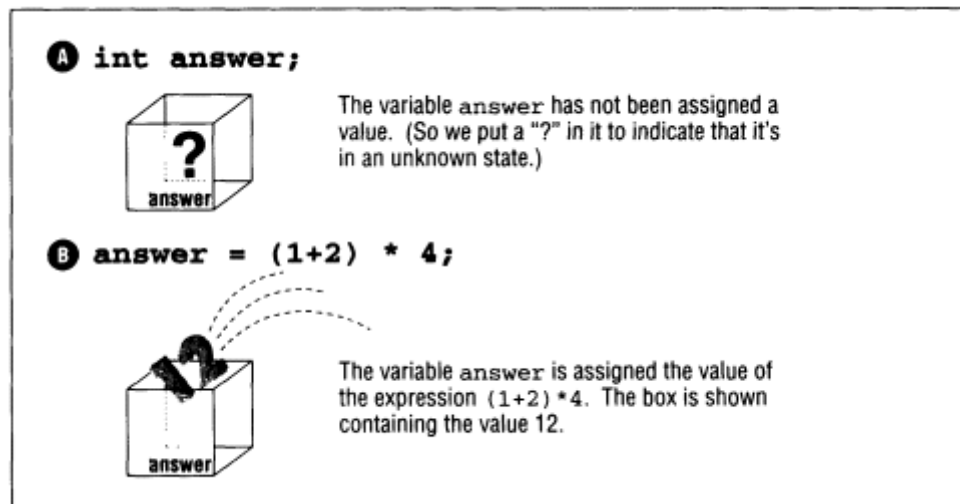 A int answer;
The variable answer has not been assigned a
value. (So we put a "?" in it to indicate that it's
in an unknown state.)
?
answer
B answer = (1+2) * 4;
12
The variable answer is assigned the value of
the expression (1+2)*4. The box is shown
containing the value 12.
answer